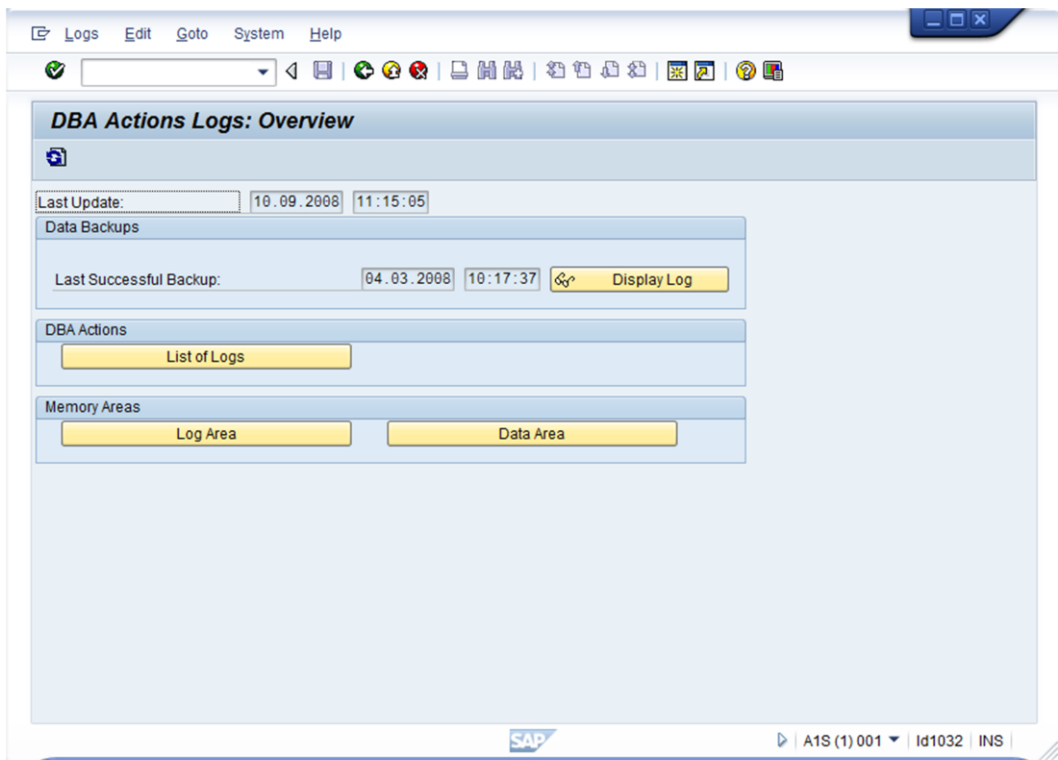 Logs Edit Goto System Help
DBA Actions Logs: Overview
Last Update: 10.09.2008 11:15:05
Data Backups
Last Successful Backup: 04.03.2008 10:17:37 Display Log
DBA Actions
List of Logs
Memory Areas
Log Area Data Area
SAP A1S (1) 001 ld1032 INS